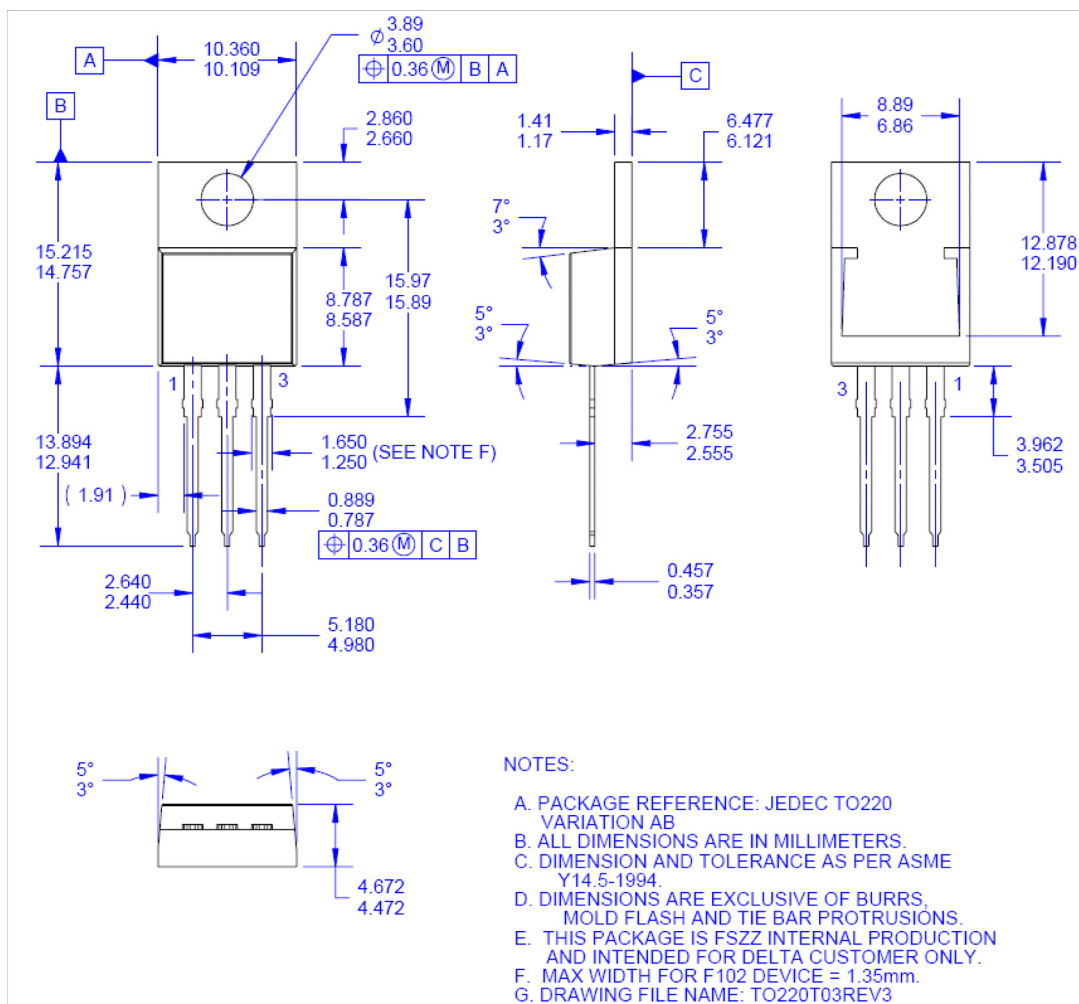 ⌀ 3.89
3.60
⌖ 0.36 Ⓜ B A
A
10.360
10.109
B
2.860
2.660
15.215
14.757
8.787
8.587
15.97
15.89
1
3
13.894
12.941
1.650
1.250 (SEE NOTE F)
( 1.91 )
0.889
0.787
⌖ 0.36 Ⓜ C B
2.640
2.440
5.180
4.980
C
1.41
1.17
6.477
6.121
7°
3°
5°
3°
5°
3°
2.755
2.555
0.457
0.357
8.89
6.86
12.878
12.190
3
1
3.962
3.505
5°
3°
5°
3°
4.672
4.472
NOTES:
A. PACKAGE REFERENCE: JEDEC TO220
VARIATION AB
B. ALL DIMENSIONS ARE IN MILLIMETERS.
C. DIMENSION AND TOLERANCE AS PER ASME
Y14.5-1994.
D. DIMENSIONS ARE EXCLUSIVE OF BURRS,
MOLD FLASH AND TIE BAR PROTRUSIONS.
E. THIS PACKAGE IS FSZZ INTERNAL PRODUCTION
AND INTENDED FOR DELTA CUSTOMER ONLY.
F. MAX WIDTH FOR F102 DEVICE = 1.35mm.
G. DRAWING FILE NAME: TO220T03REV3